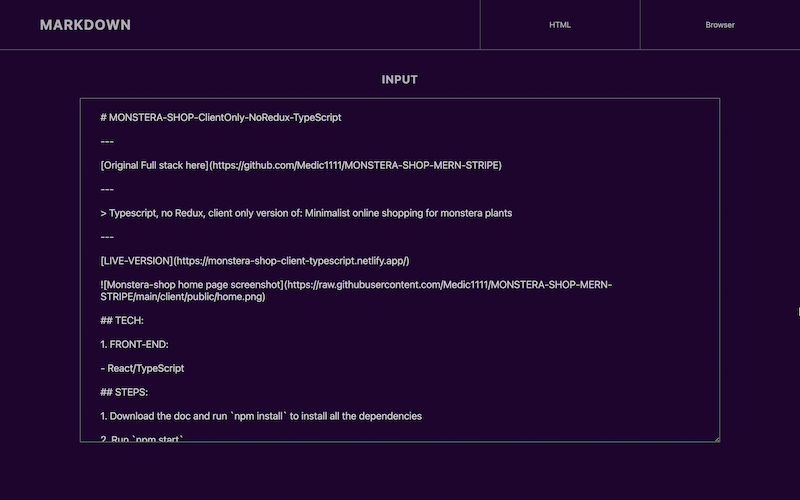 MARKDOWN
HTML
Browser
INPUT
# MONSTERA-SHOP-ClientOnly-NoRedux-TypeScript
---
[Original Full stack here](https://github.com/Medic1111/MONSTERA-SHOP-MERN-STRIPE)
---
> Typescript, no Redux, client only version of: Minimalist online shopping for monstera plants
---
[LIVE-VERSION](https://monstera-shop-client-typescript.netlify.app/)
![Monstera-shop home page screenshot](https://raw.githubusercontent.com/Medic1111/MONSTERA-SHOP-MERN-
STRIPE/main/client/public/home.png)
## TECH:
1. FRONT-END:
- React/TypeScript
## STEPS:
1. Download the doc and run `npm install` to install all the dependencies
2. Run `npm start`